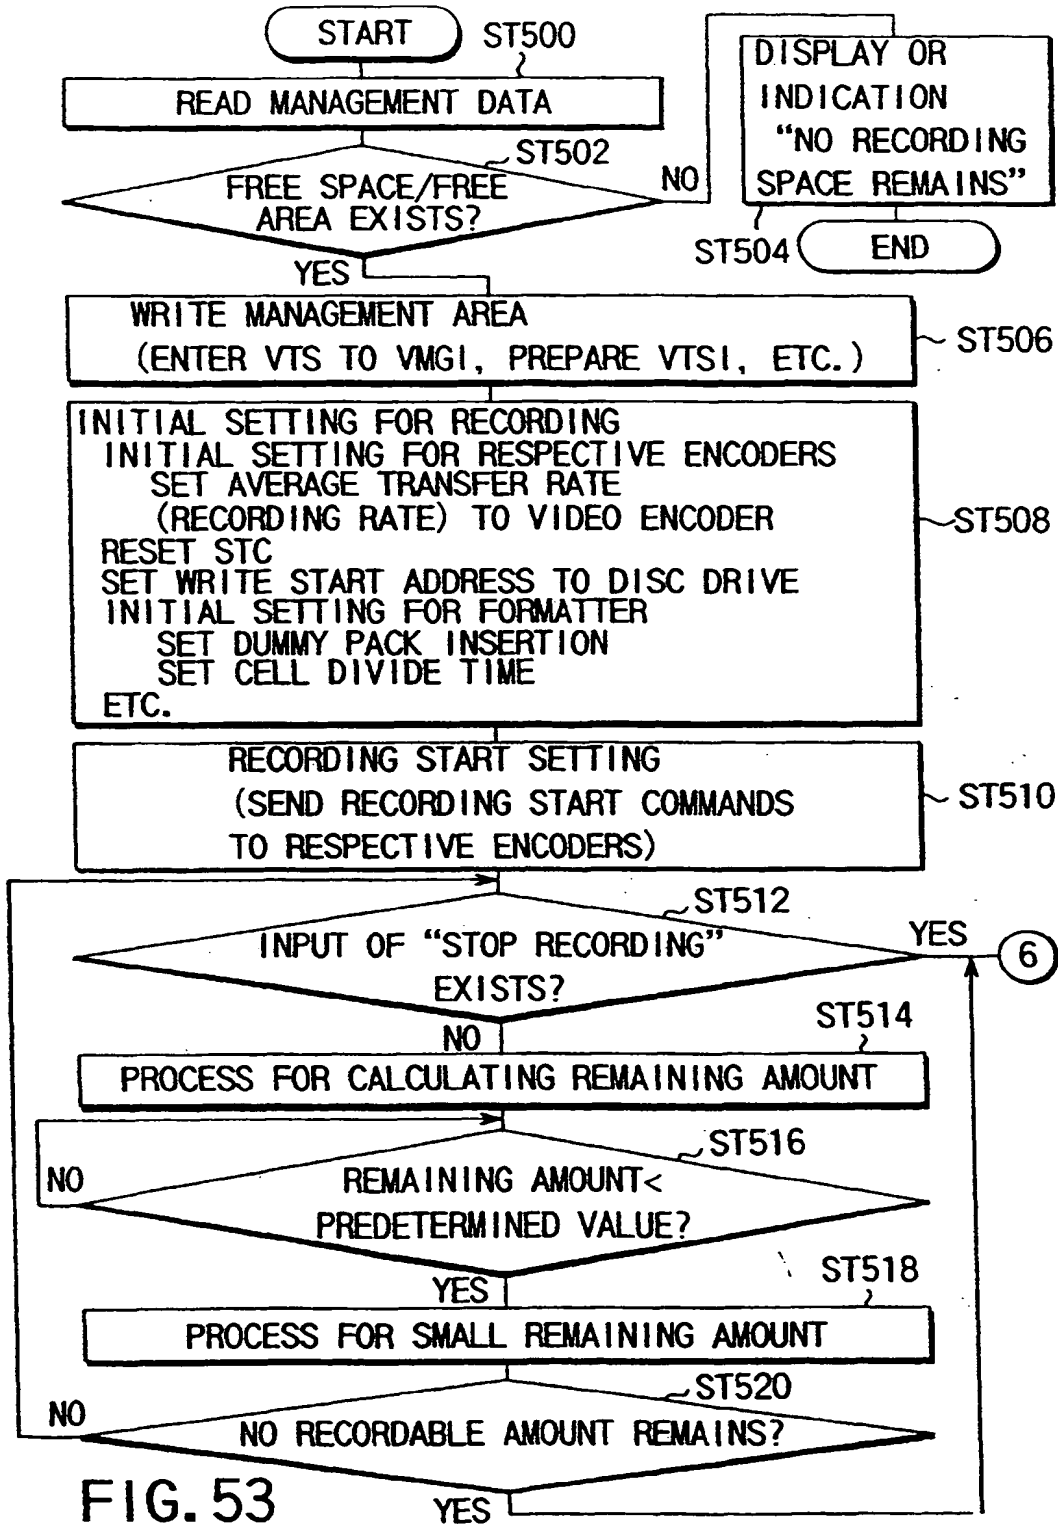 START
ST500
READ MANAGEMENT DATA
ST502
FREE SPACE/FREE
AREA EXISTS?
NO
DISPLAY OR
INDICATION
"NO RECORDING
SPACE REMAINS"
ST504
END
YES
WRITE MANAGEMENT AREA
(ENTER VTS TO VMGI, PREPARE VTSI, ETC.)
ST506
INITIAL SETTING FOR RECORDING
INITIAL SETTING FOR RESPECTIVE ENCODERS
SET AVERAGE TRANSFER RATE
(RECORDING RATE) TO VIDEO ENCODER
RESET STC
SET WRITE START ADDRESS TO DISC DRIVE
INITIAL SETTING FOR FORMATTER
SET DUMMY PACK INSERTION
SET CELL DIVIDE TIME
ETC.
ST508
RECORDING START SETTING
(SEND RECORDING START COMMANDS
TO RESPECTIVE ENCODERS)
ST510
ST512
INPUT OF "STOP RECORDING"
EXISTS?
YES
6
NO
ST514
PROCESS FOR CALCULATING REMAINING AMOUNT
ST516
NO
REMAINING AMOUNT<
PREDETERMINED VALUE?
YES
ST518
PROCESS FOR SMALL REMAINING AMOUNT
ST520
NO
NO RECORDABLE AMOUNT REMAINS?
YES
FIG. 53